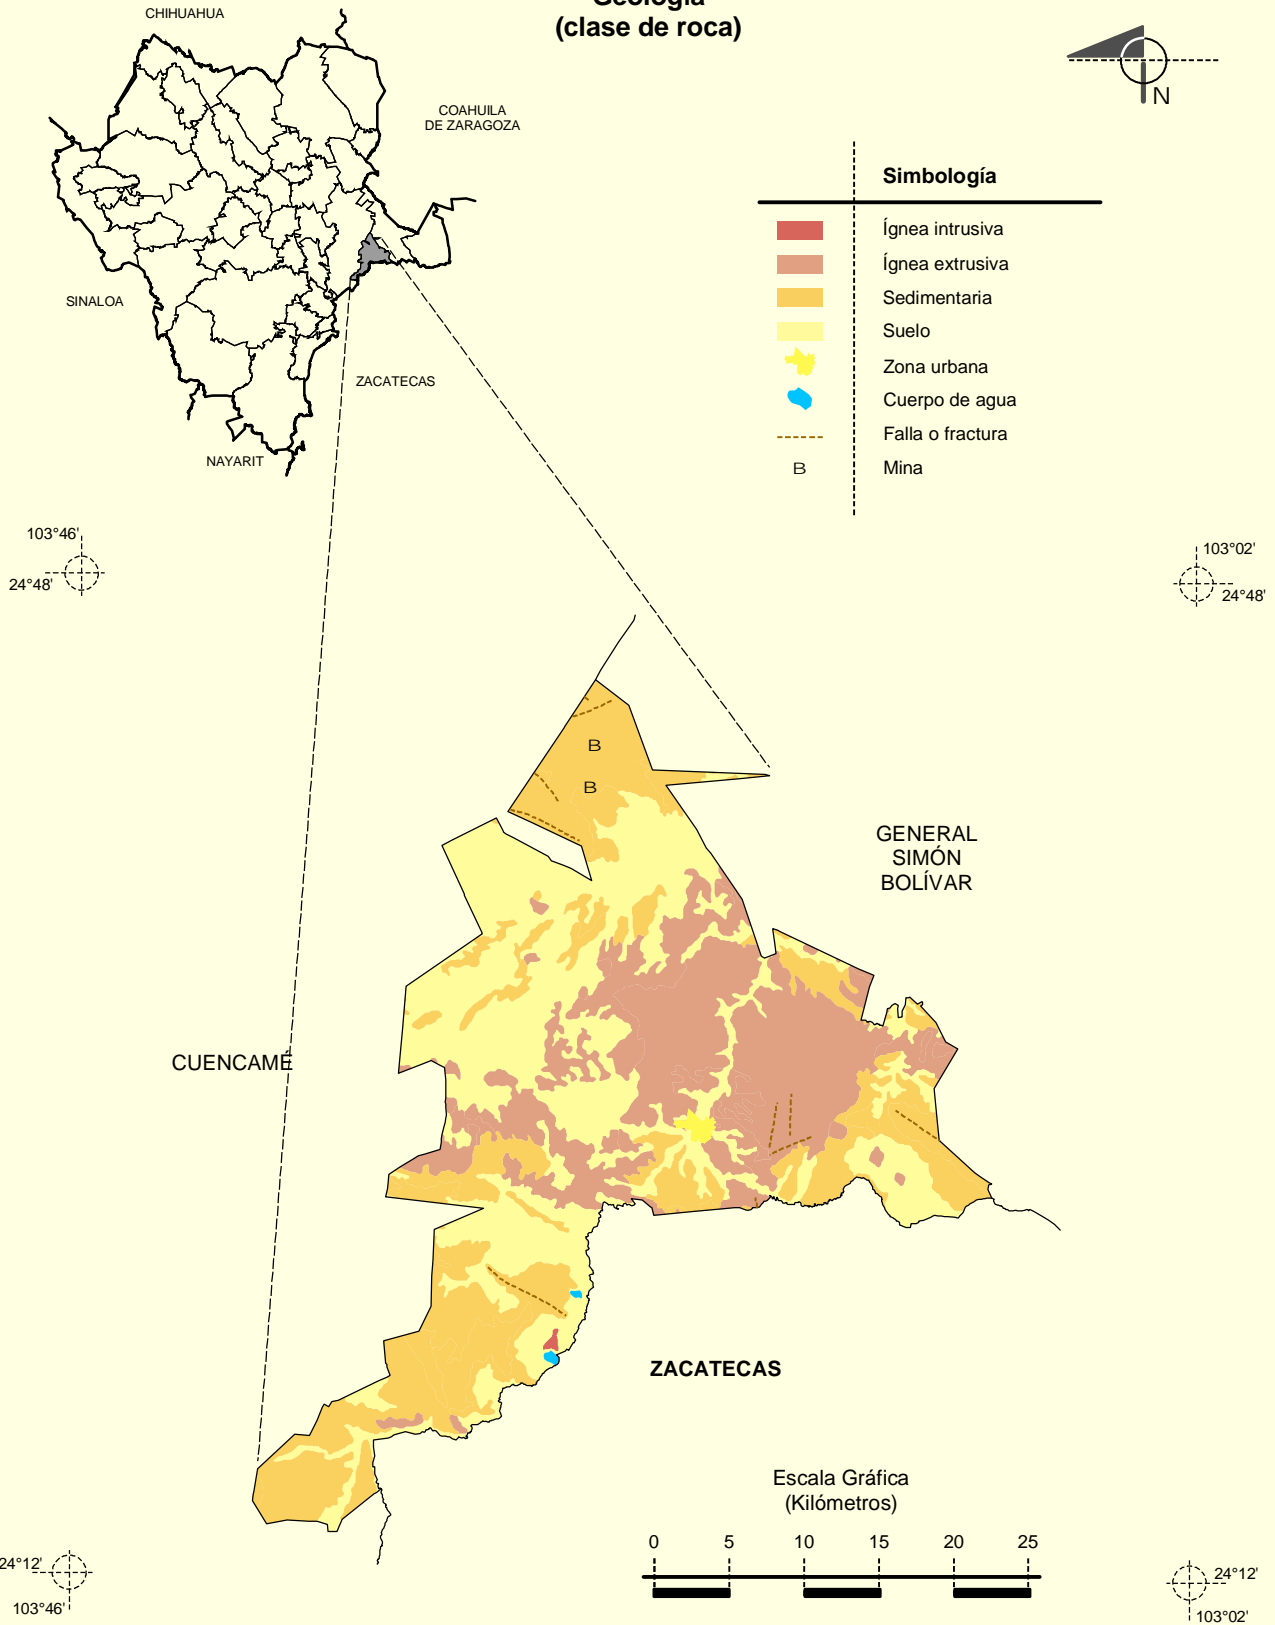 Geología
(clase de roca)
CHIHUAHUA
COAHUILA
DE ZARAGOZA
SINALOA
ZACATECAS
NAYARIT
N
Simbología
Ígnea intrusiva
Ígnea extrusiva
Sedimentaria
Suelo
Zona urbana
Cuerpo de agua
Falla o fractura
B Mina
103°46'
24°48'
103°02'
24°48'
B
B
GENERAL
SIMÓN
BOLÍVAR
CUENCAMÉ
ZACATECAS
Escala Gráfica
(Kilómetros)
0 5 10 15 20 25
24°12'
103°46'
24°12'
103°02'